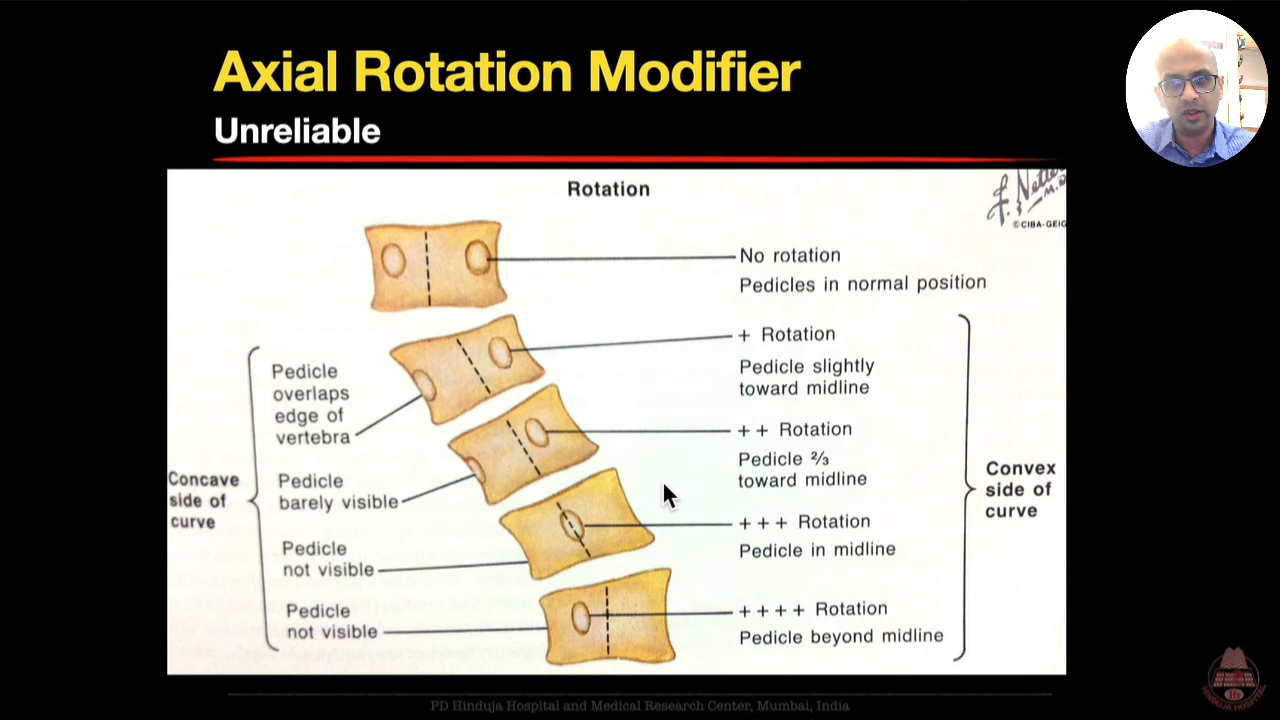 Axial Rotation Modifier
Unreliable
Rotation
©CIBA-GEIG
No rotation
Pedicles in normal position
+ Rotation
Pedicle slightly
toward midline
+ + Rotation
Pedicle ⅔
toward midline
+ + + Rotation
Pedicle in midline
+ + + + Rotation
Pedicle beyond midline
Convex
side of
curve
Pedicle
overlaps
edge of
vertebra
Pedicle
barely visible
Pedicle
not visible
Pedicle
not visible
Concave
side of
curve
PD Hinduja Hospital and Medical Research Center, Mumbai, India